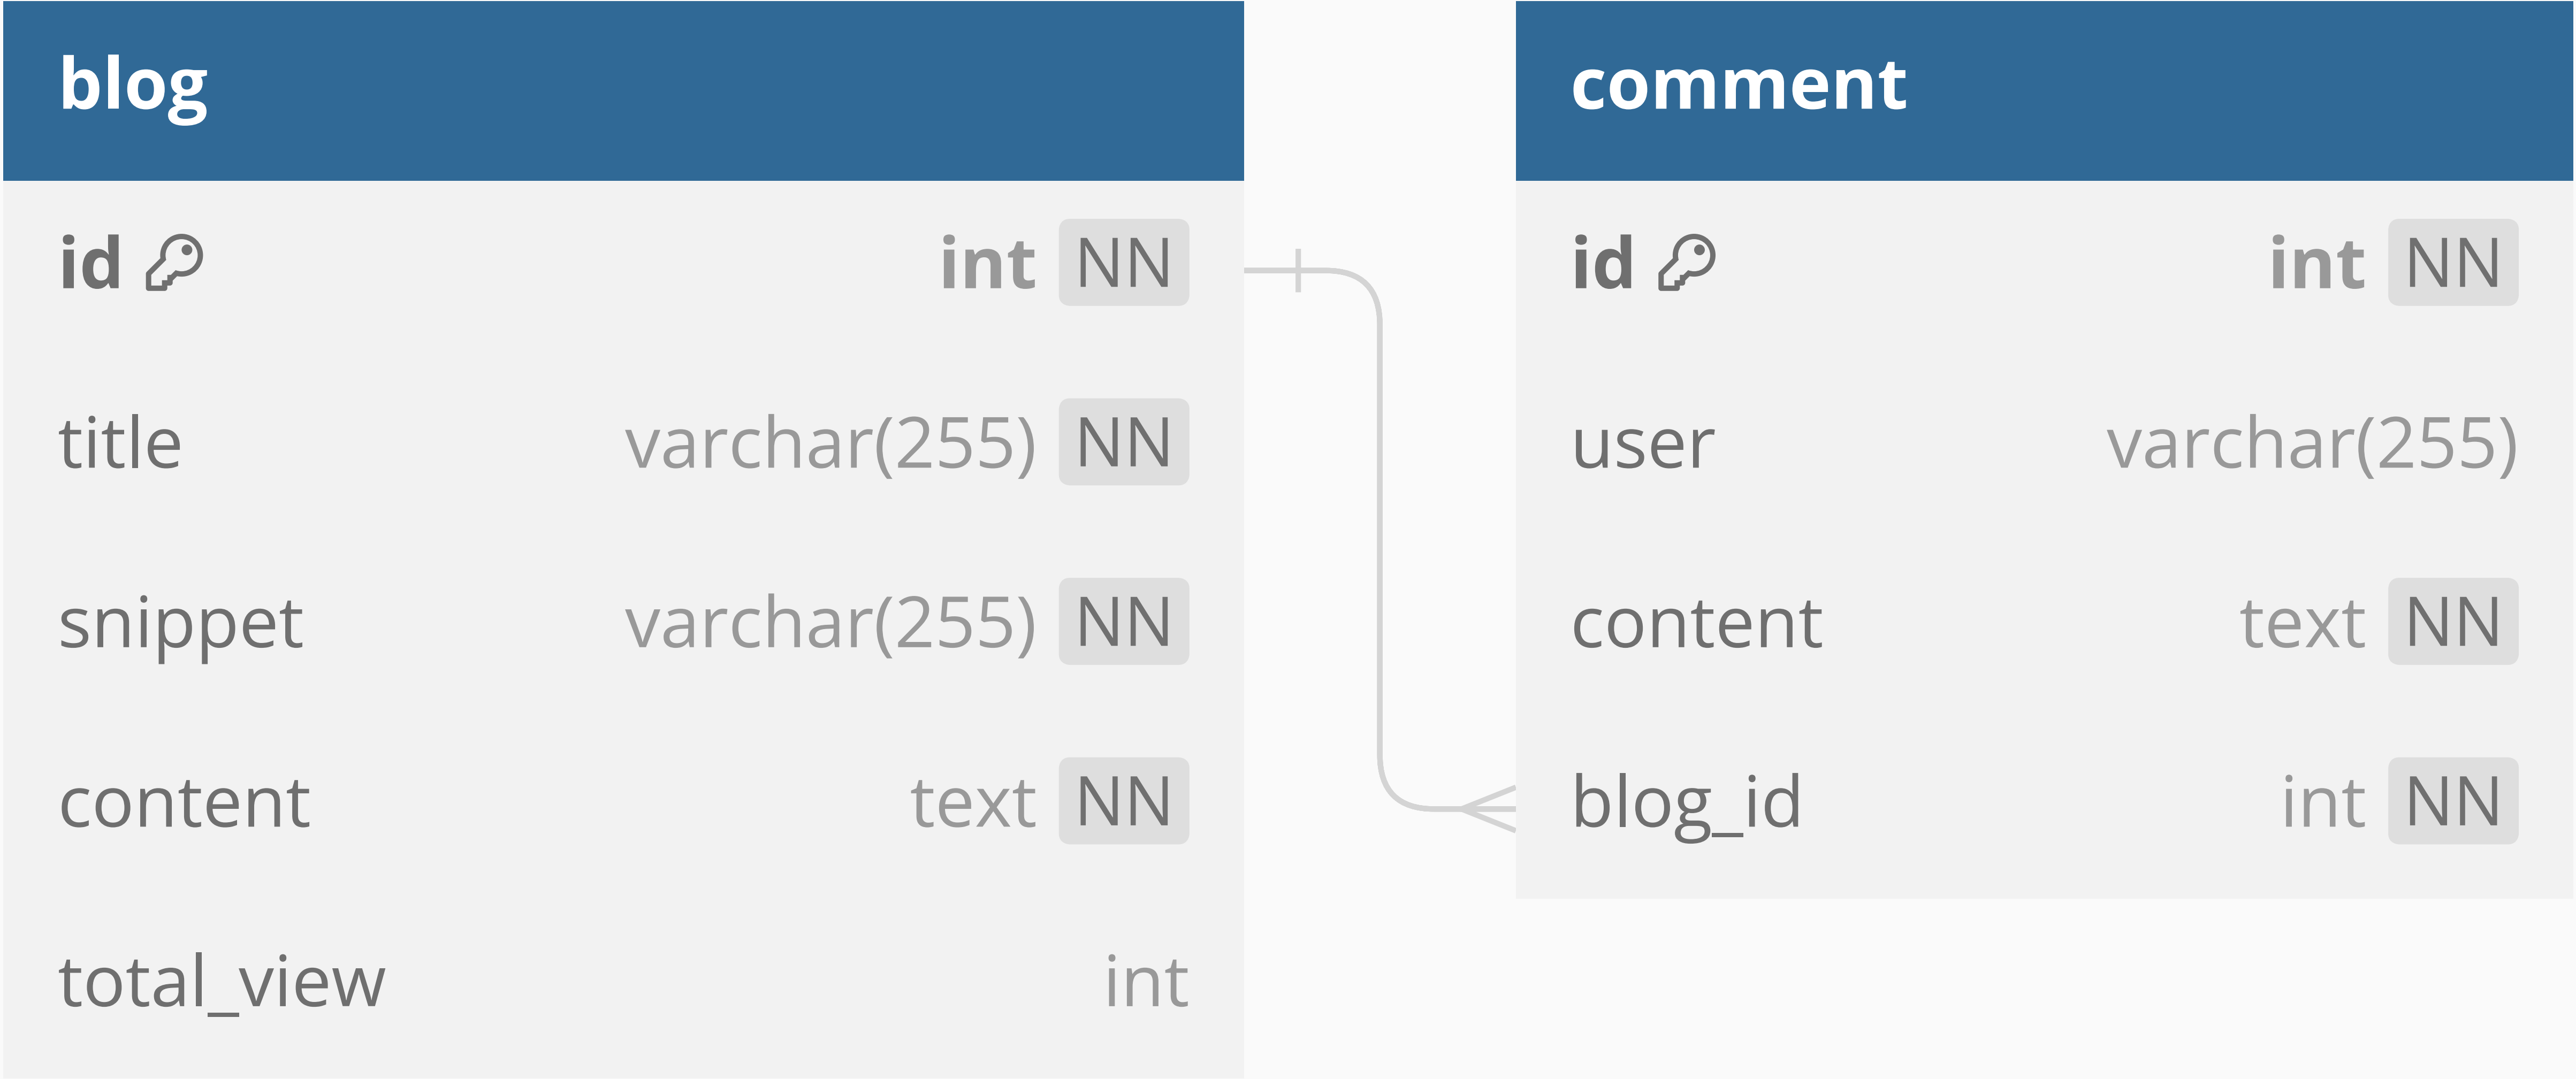 blog
id int NN
title varchar(255) NN
snippet varchar(255) NN
content text NN
total_view int
comment
id int NN
user varchar(255)
content text NN
blog_id int NN